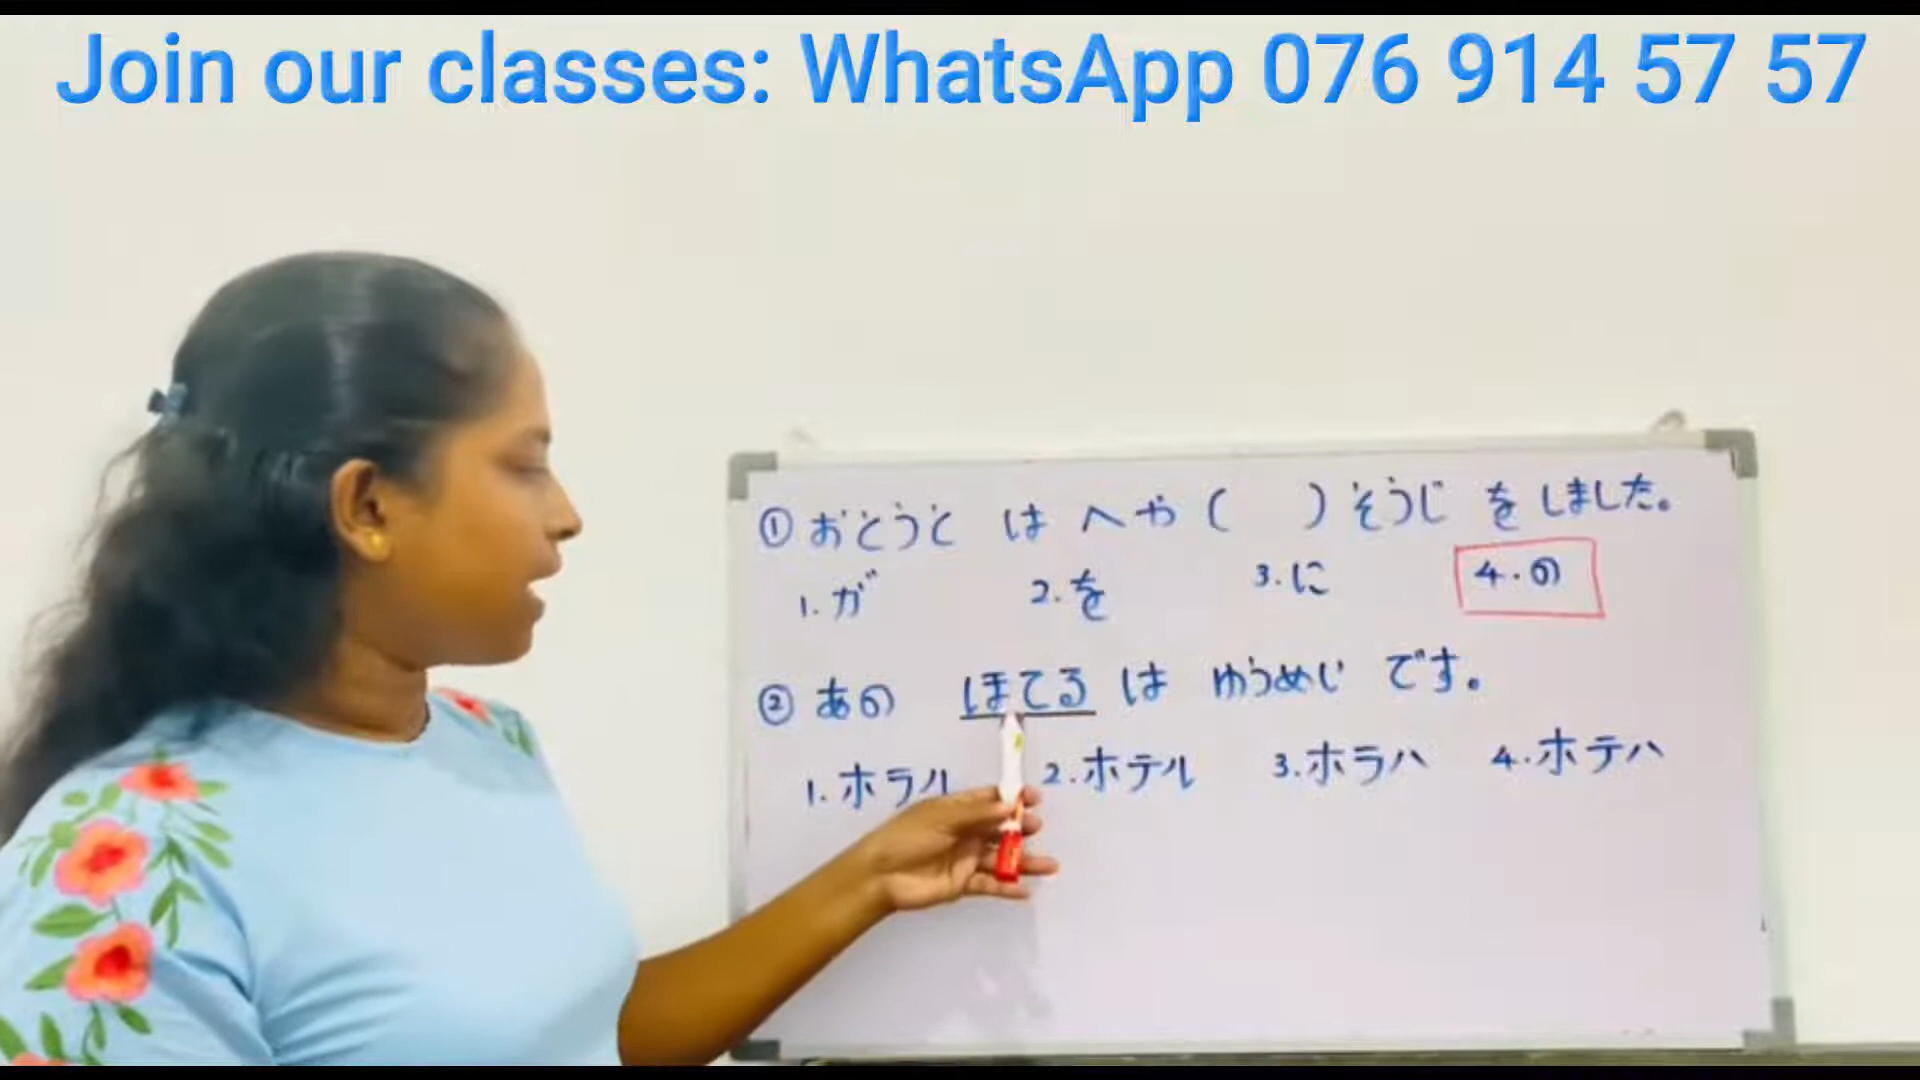 Join our classes: WhatsApp 076 914 57 57
① おとうと は へや ( ) そうじ を しました。
1. が 2. を 3. に 4. の
② あの ほてる は ゆうめじ です。
1. ホラル 2. ホテル 3. ホラハ 4. ホテハ